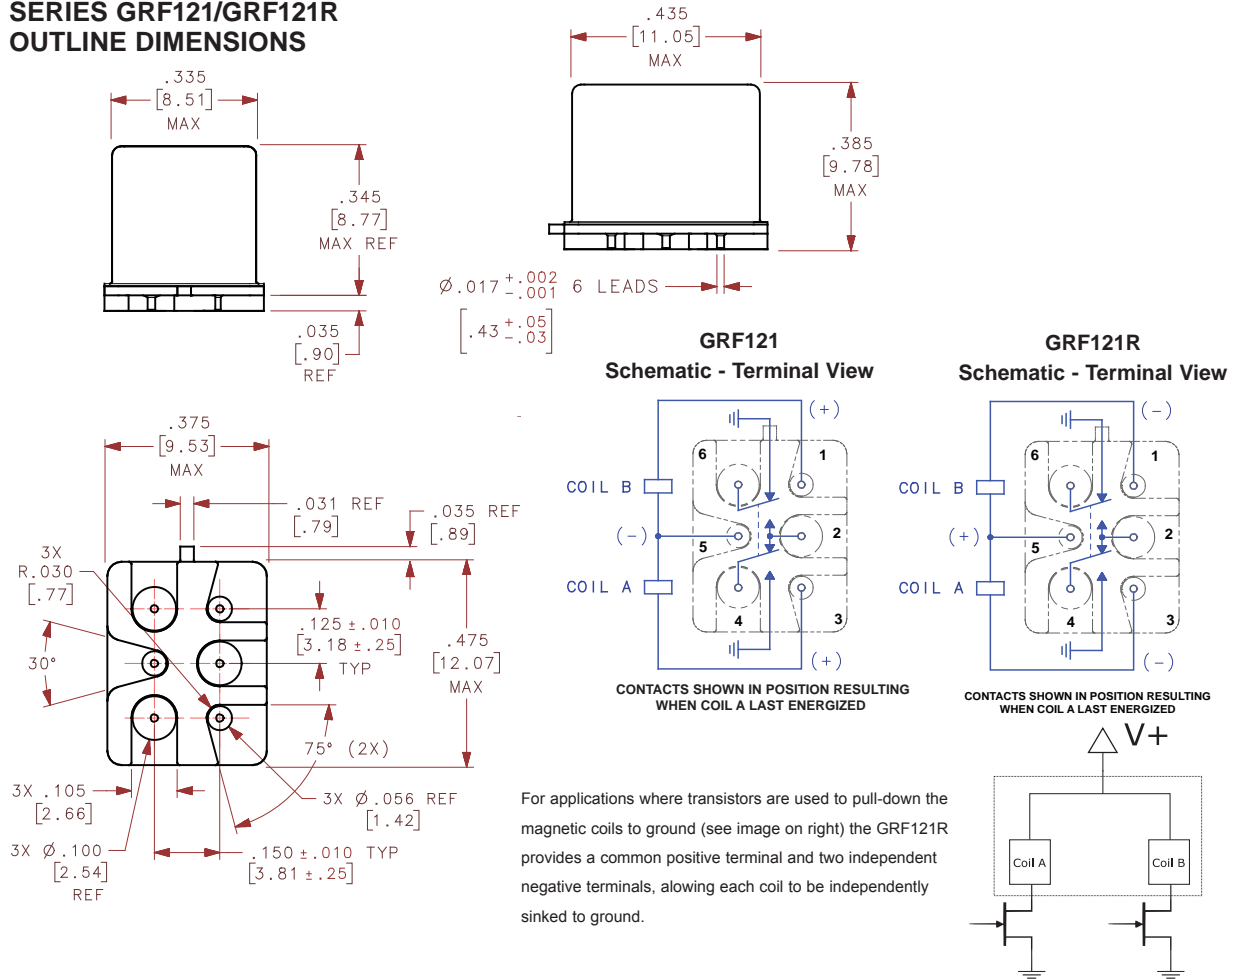 SERIES GRF121/GRF121R
OUTLINE DIMENSIONS
.335
[8.51]
MAX
.345
[8.77]
MAX REF
.035
[.90]
REF
.435
[11.05]
MAX
.385
[9.78]
MAX
Ø.017 +.002 -.001 6 LEADS
[.43 +.05 -.03]
.375
[9.53]
MAX
.031 REF
[.79]
.035 REF
[.89]
3X
R.030
[.77]
30°
.125 ±.010
[3.18 ±.25]
TYP
.475
[12.07]
MAX
75° (2X)
3X .105
[2.66]
3X Ø.100
[2.54]
REF
3X Ø.056 REF
[1.42]
.150 ±.010 TYP
[3.81 ±.25]
GRF121
Schematic - Terminal View
(+)
6
1
COIL B
(-)
5
2
COIL A
4
3
(+)
CONTACTS SHOWN IN POSITION RESULTING
WHEN COIL A LAST ENERGIZED
GRF121R
Schematic - Terminal View
(-)
6
1
COIL B
(+)
5
2
COIL A
4
3
(-)
CONTACTS SHOWN IN POSITION RESULTING
WHEN COIL A LAST ENERGIZED
For applications where transistors are used to pull-down the
magnetic coils to ground (see image on right) the GRF121R
provides a common positive terminal and two independent
negative terminals, alowing each coil to be independently
sinked to ground.
V+
Coil A
Coil B